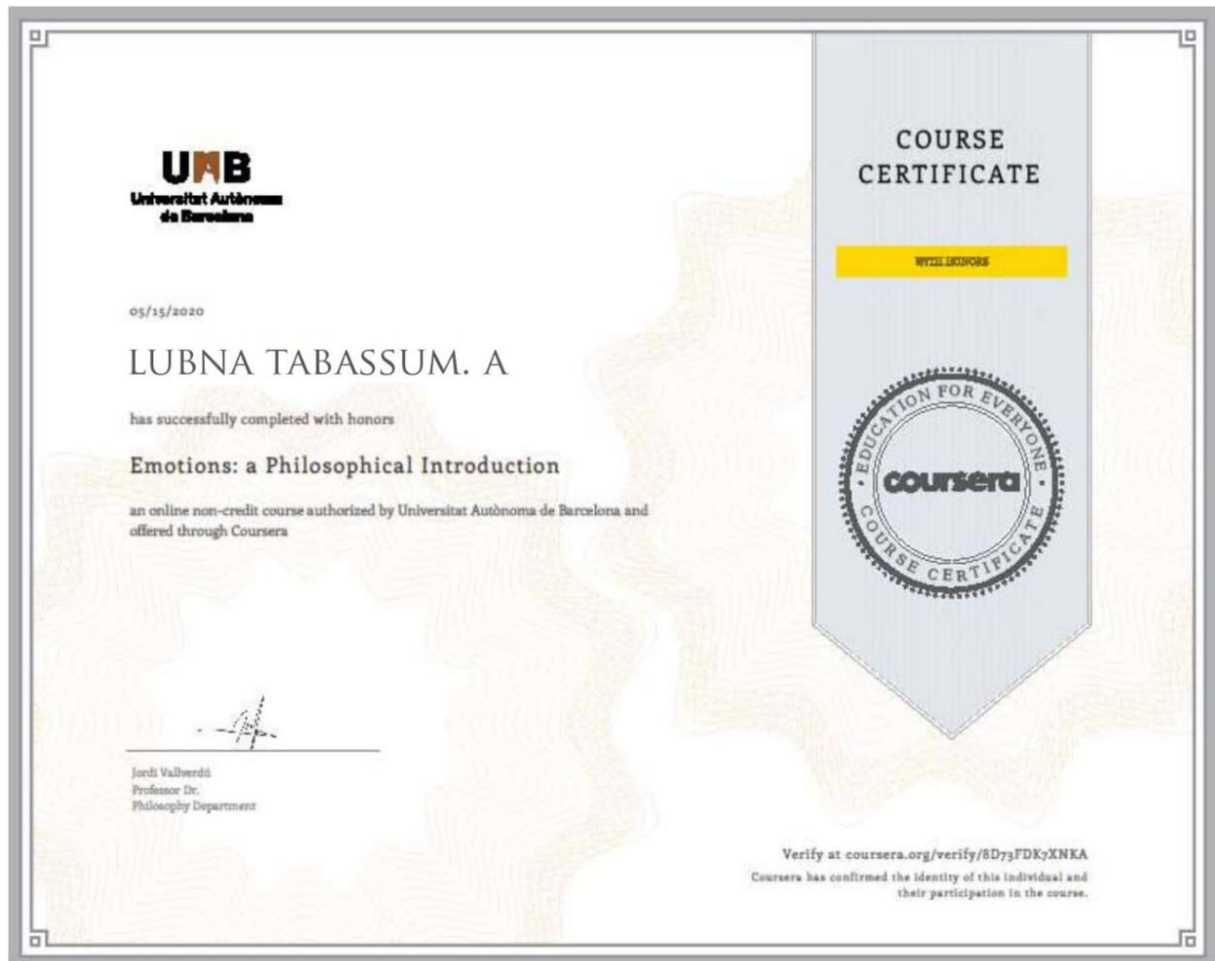 UAB
Universitat Autònoma
de Barcelona
05/15/2020
LUBNA TABASSUM. A
has successfully completed with honors
Emotions: a Philosophical Introduction
an online non-credit course authorized by Universitat Autònoma de Barcelona and
offered through Coursera
Jordi Vallverdú
Professor Dr.
Philosophy Department
COURSE
CERTIFICATE
WITH HONORS
EDUCATION FOR EVERYONE
coursera
COURSE CERTIFICATE
Verify at coursera.org/verify/8D73FDK7XNKA
Coursera has confirmed the identity of this individual and
their participation in the course.